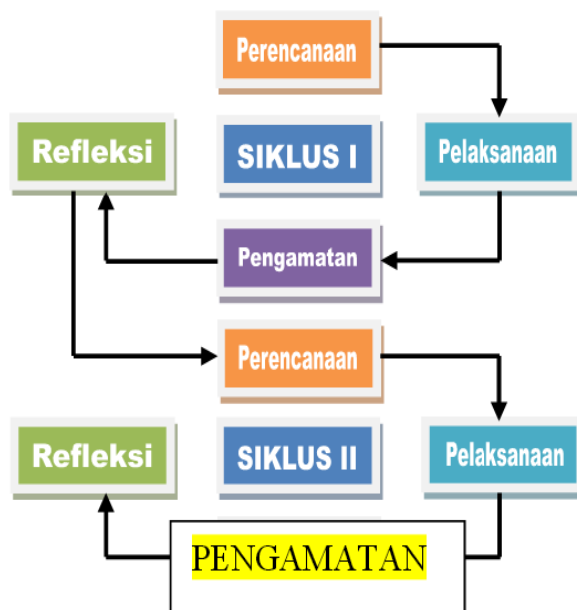 Perencanaan
Refleksi
SIKLUS I
Pelaksanaan
Pengamatan
Perencanaan
Refleksi
SIKLUS II
Pelaksanaan
PENGAMATAN